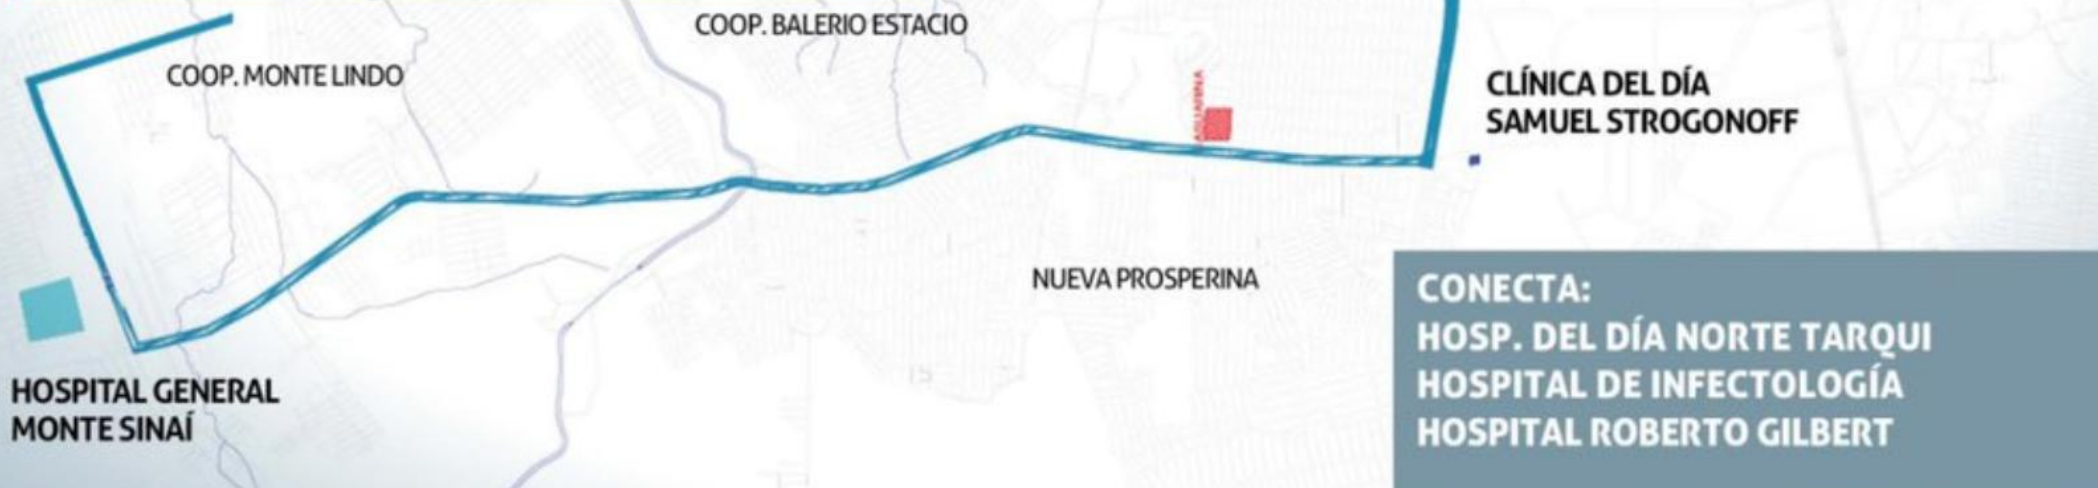 COOP. BALERIO ESTACIO
COOP. MONTE LINDO
CLÍNICA DEL DÍA
SAMUEL STROGONOFF
NUEVA PROSPERINA
CONECTA:
HOSP. DEL DÍA NORTE TARQUI
HOSPITAL DE INFECTOLOGÍA
HOSPITAL ROBERTO GILBERT
HOSPITAL GENERAL
MONTE SINAÍ